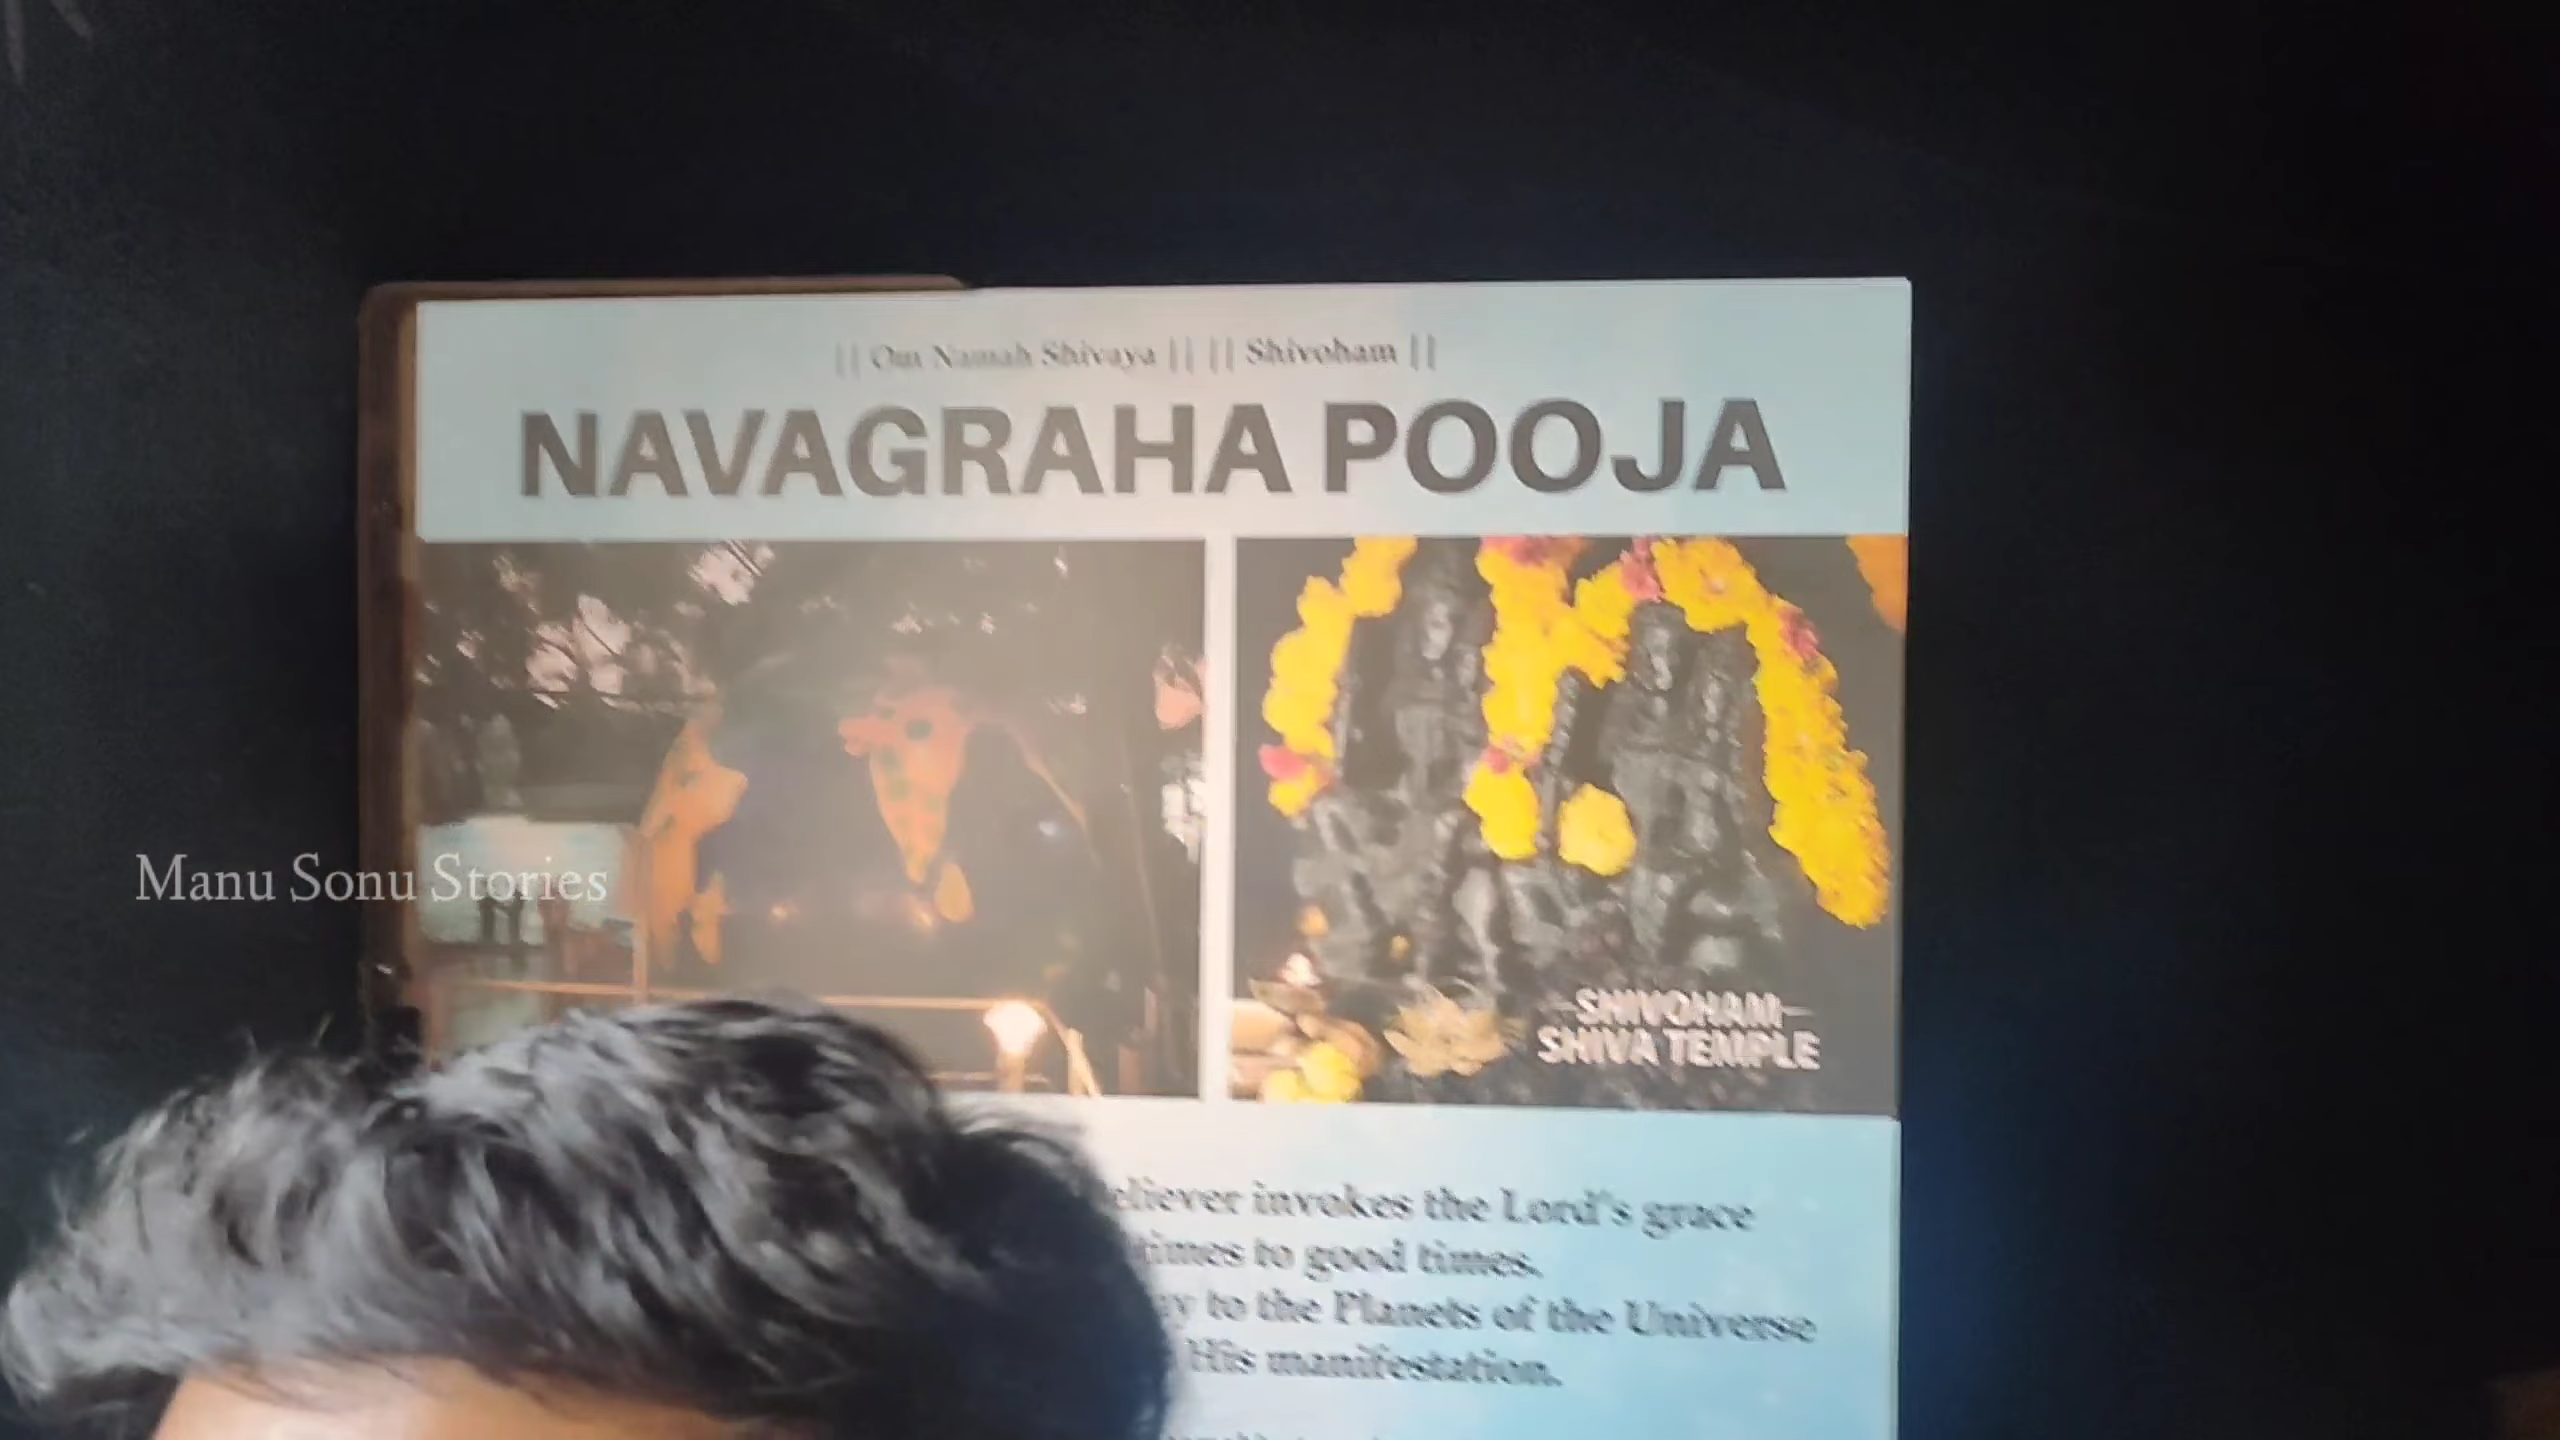 || Om Namah Shivaya || || Shivoham ||
NAVAGRAHA POOJA
Manu Sonu Stories
SHIVOHAM
SHIVA TEMPLE
invokes the Lord's grace
times to good times.
to the Planets of the Universe
His manifestation.